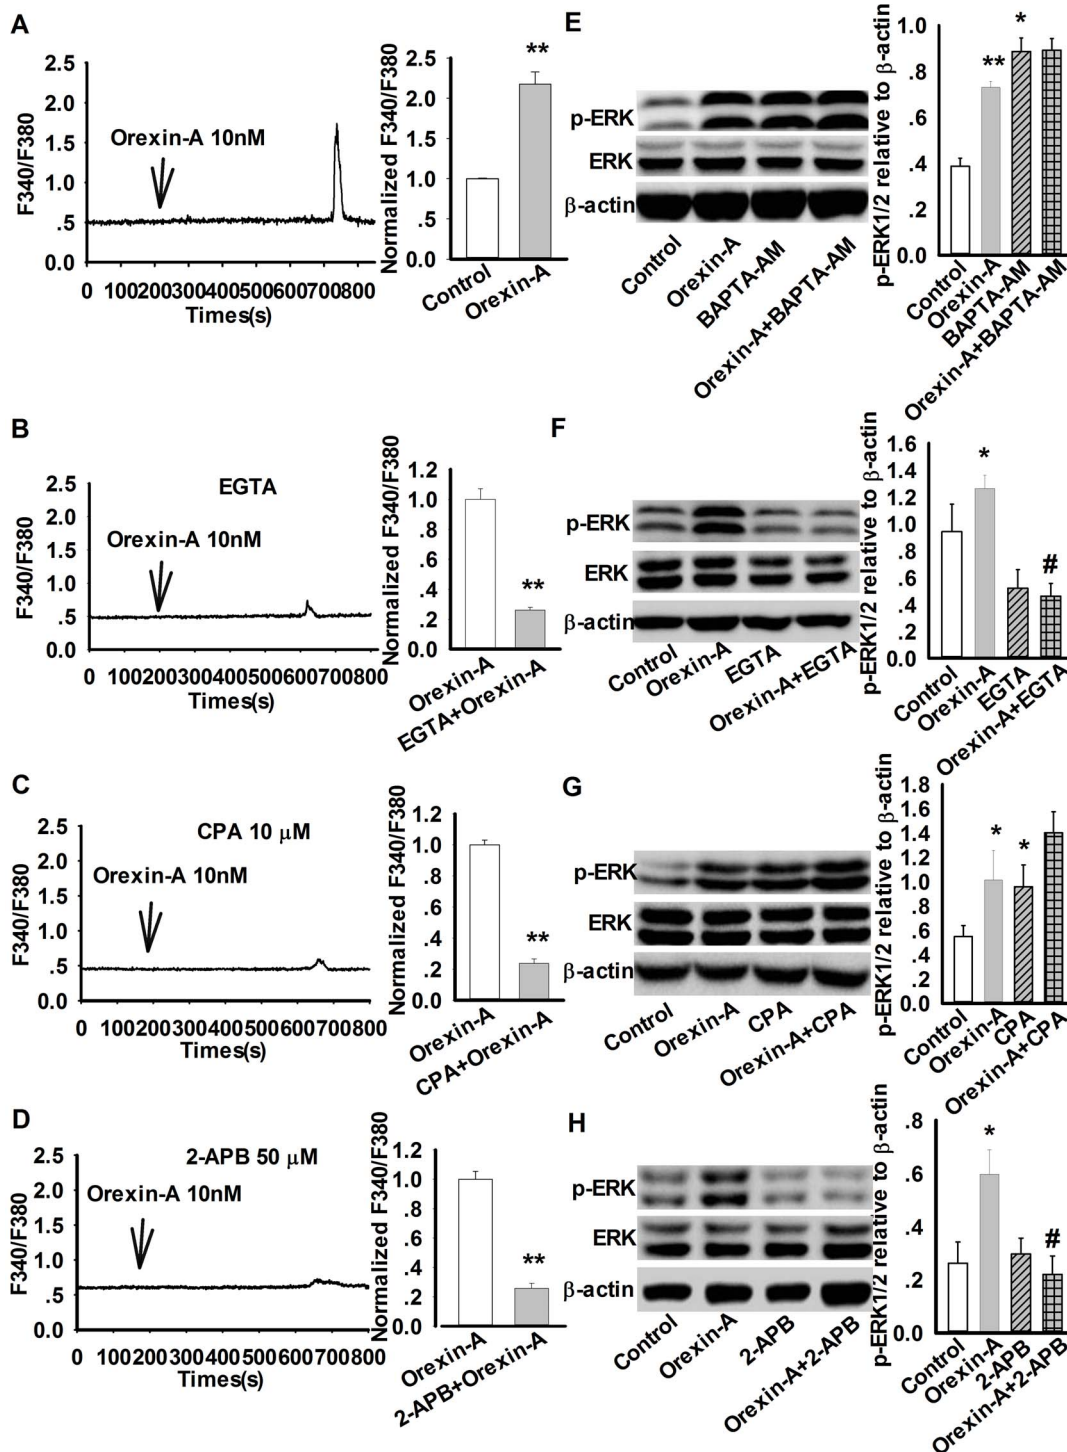 A
2.5
2.0
1.5
1.0
.5
0.0
F340/F380
Orexin-A 10nM
0 100200300400500600700800
Times(s)
2.5
2.0
1.5
1.0
.5
0.0
Normalized F340/F380
**
Control
Orexin-A
E
p-ERK
ERK
β-actin
Control
Orexin-A
BAPTA-AM
Orexin-A+BAPTA-AM
1.0
.8
.6
.4
.2
0.0
p-ERK1/2 relative to β-actin
**
*
Control
Orexin-A
BAPTA-AM
Orexin-A+BAPTA-AM
B
2.5
2.0
1.5
1.0
.5
0.0
F340/F380
EGTA
Orexin-A 10nM
0 100200300400500600700800
Times(s)
1.2
1.0
.8
.6
.4
.2
0.0
Normalized F340/F380
**
Orexin-A
EGTA+Orexin-A
F
p-ERK
ERK
β-actin
Control
Orexin-A
EGTA
Orexin-A+EGTA
1.6
1.4
1.2
1.0
.8
.6
.4
.2
0.0
p-ERK1/2 relative to β-actin
*
#
Control
Orexin-A
EGTA
Orexin-A+EGTA
C
2.5
2.0
1.5
1.0
.5
0.0
F340/F380
CPA 10 μM
Orexin-A 10nM
0 100200300400500600700800
Times(s)
1.2
1.0
.8
.6
.4
.2
0.0
Normalized F340/F380
**
Orexin-A
CPA+Orexin-A
G
p-ERK
ERK
β-actin
Control
Orexin-A
CPA
Orexin-A+CPA
1.8
1.6
1.4
1.2
1.0
.8
.6
.4
.2
0.0
p-ERK1/2 relative to β-actin
*
*
Control
Orexin-A
CPA
Orexin-A+CPA
D
2.5
2.0
1.5
1.0
.5
0.0
F340/F380
2-APB 50 μM
Orexin-A 10nM
0 100200300400500600700800
Times(s)
1.2
1.0
.8
.6
.4
.2
0.0
Normalized F340/F380
**
Orexin-A
2-APB+Orexin-A
H
p-ERK
ERK
β-actin
Control
Orexin-A
2-APB
Orexin-A+2-APB
.8
.6
.4
.2
0.0
p-ERK1/2 relative to β-actin
*
#
Control
Orexin-A
2-APB
Orexin-A+2-APB